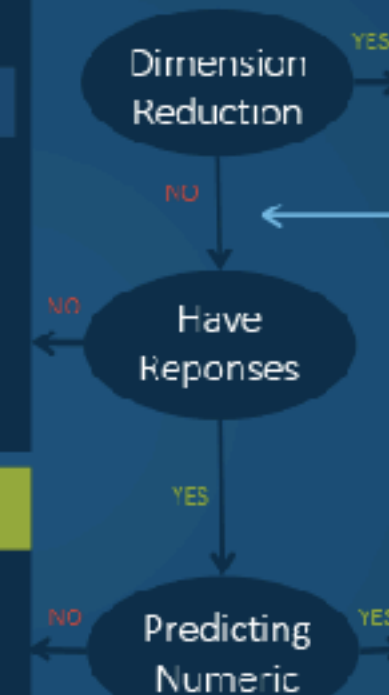 YES
Dimension
Reduction
NO
NO
Have
Reponses
YES
NO
Predicting
YES
Numeric